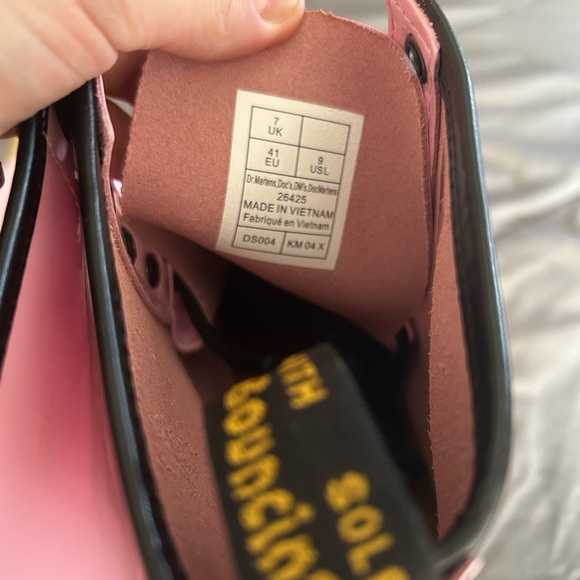 7
UK
41
EU
9
USL
Dr.Martens,Doc's,DM's,DocMartens
26425
MADE IN VIETNAM
Fabriqué en Vietnam
DS004
KM 04 X
WITH
Bouncing
SOL